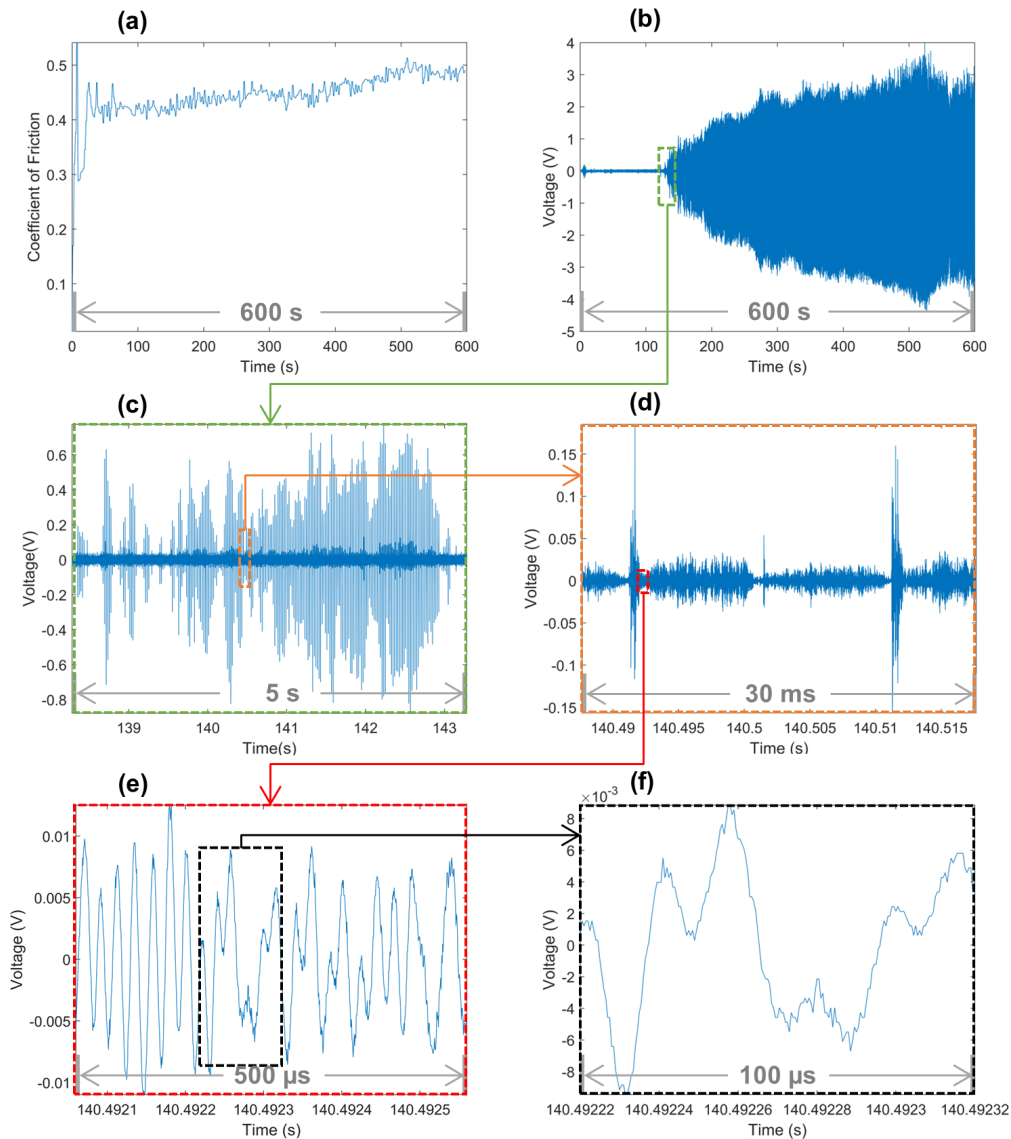 (a)
0.5
0.4
0.3
0.2
0.1
Coefficient of Friction
600 s
0 100 200 300 400 500 600
Time (s)
(b)
4
3
2
1
0
-1
-2
-3
-4
-5
Voltage (V)
600 s
0 100 200 300 400 500 600
Time (s)
(c)
0.6
0.4
0.2
0
-0.2
-0.4
-0.6
-0.8
Voltage(V)
5 s
139 140 141 142 143
Time(s)
(d)
0.15
0.1
0.05
0
-0.05
-0.1
-0.15
Voltage (V)
30 ms
140.49 140.495 140.5 140.505 140.51 140.515
Time (s)
(e)
0.01
0.005
0
-0.005
-0.01
Voltage (V)
500 µs
140.4921 140.4922 140.4923 140.4924 140.4925
Time (s)
(f)
×10-3
8
6
4
2
0
-2
-4
-6
-8
Voltage (V)
100 µs
140.49222 140.49224 140.49226 140.49228 140.4923 140.49232
Time (s)